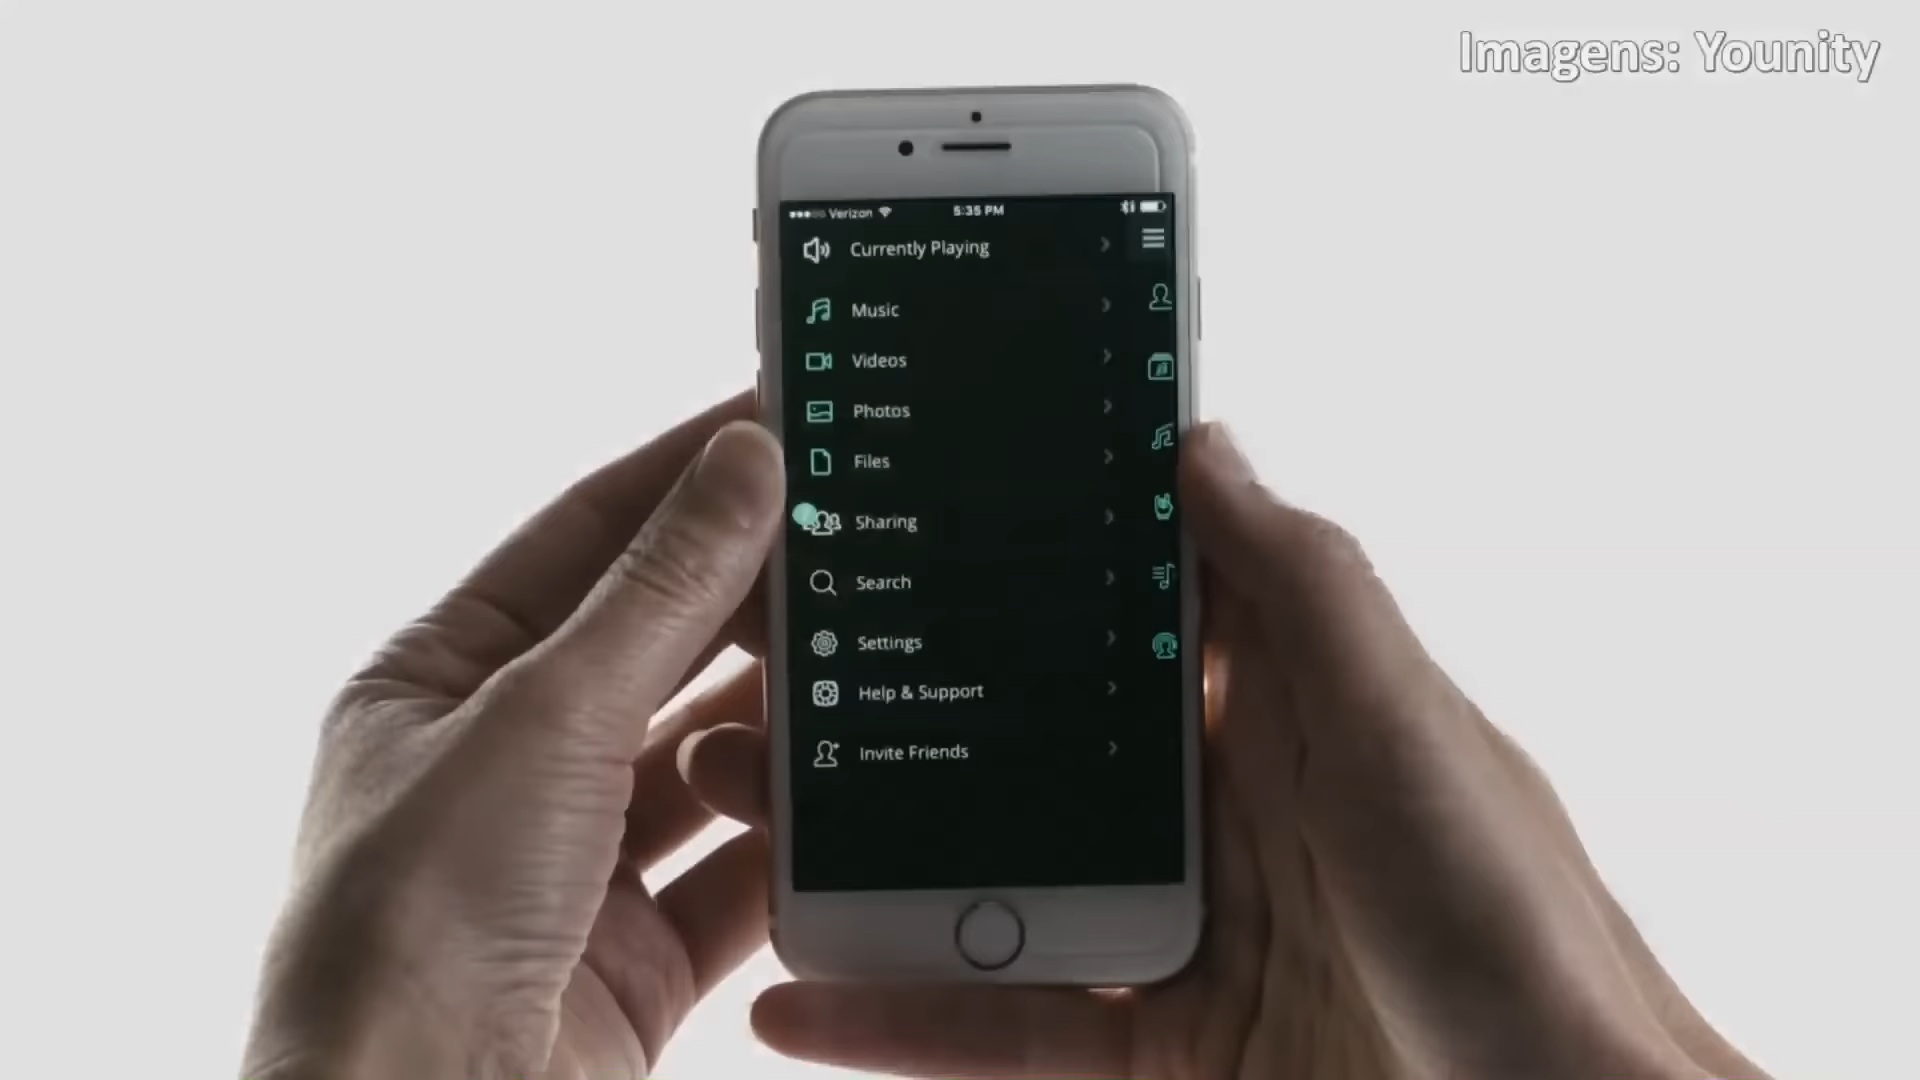 Imagens: Younity
Verizon
5:35 PM
Currently Playing
Music
Videos
Photos
Files
Sharing
Search
Settings
Help & Support
Invite Friends